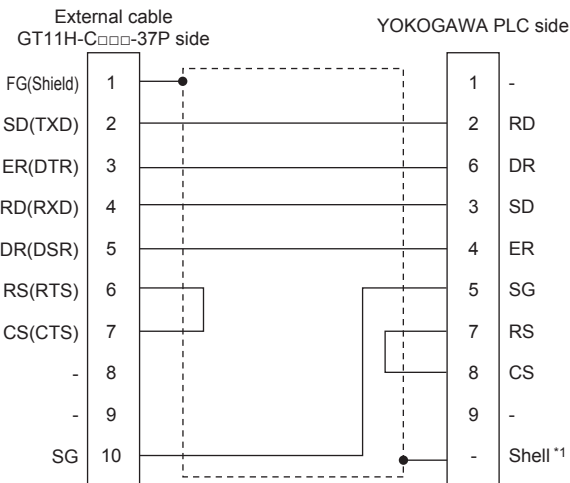 External cable
GT11H-C□□□-37P side
YOKOGAWA PLC side
FG(Shield) 1 1 -
SD(TXD) 2 2 RD
ER(DTR) 3 6 DR
RD(RXD) 4 3 SD
DR(DSR) 5 4 ER
RS(RTS) 6 5 SG
CS(CTS) 7 7 RS
- 8 8 CS
- 9 9 -
SG 10 - Shell *1